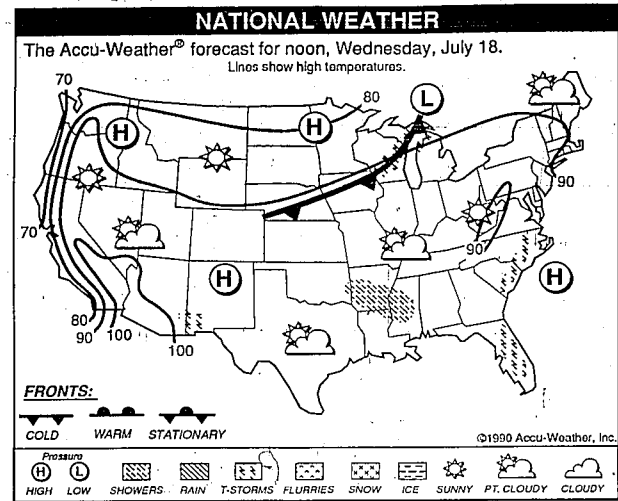 NATIONAL WEATHER
The Accu-Weather® forecast for noon, Wednesday, July 18.
Lines show high temperatures.
70
80
L
H
H
90
70
90
H
H
80
90
100
100
FRONTS:
COLD WARM STATIONARY
©1990 Accu-Weather, Inc.
Pressure
H L
HIGH LOW SHOWERS RAIN T-STORMS FLURRIES SNOW ICE SUNNY PT. CLOUDY CLOUDY